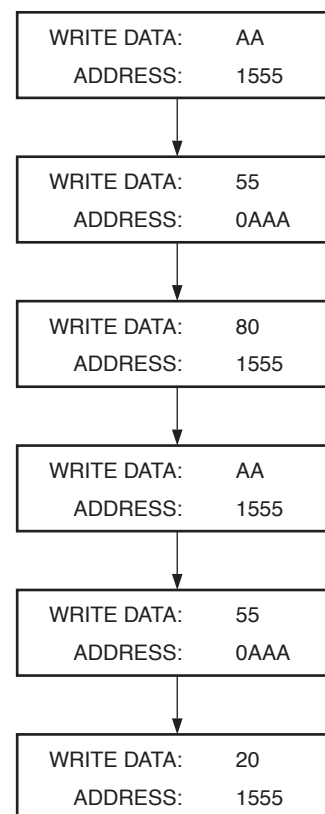 WRITE DATA: AA
ADDRESS: 1555
WRITE DATA: 55
ADDRESS: 0AAA
WRITE DATA: 80
ADDRESS: 1555
WRITE DATA: AA
ADDRESS: 1555
WRITE DATA: 55
ADDRESS: 0AAA
WRITE DATA: 20
ADDRESS: 1555